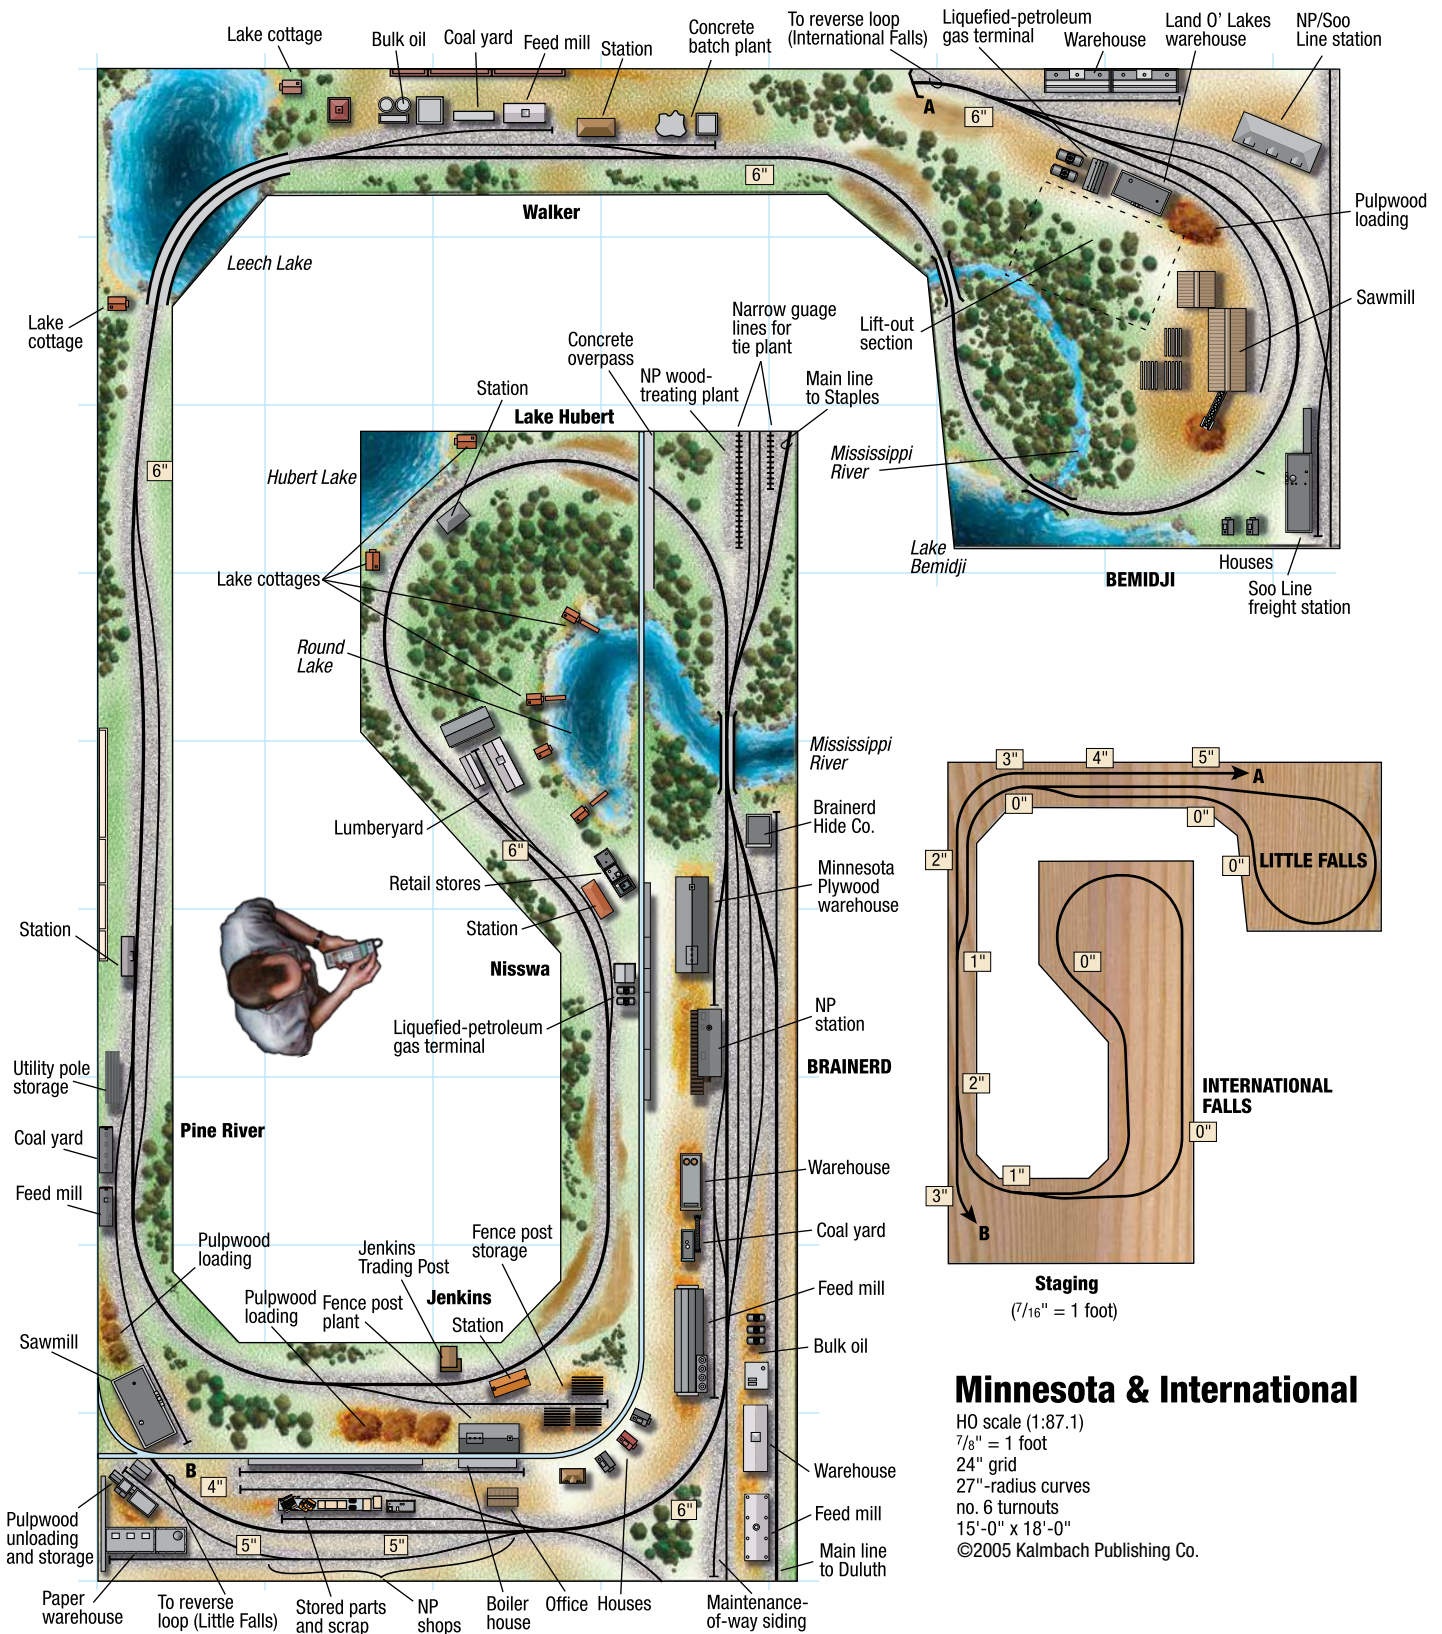 Lake cottage
Bulk oil
Coal yard
Feed mill
Station
Concrete
batch plant
To reverse loop
(International Falls)
Liquefied-petroleum
gas terminal
Warehouse
Land O’ Lakes
warehouse
NP/Soo
Line station
A
6"
6"
Walker
Leech Lake
Pulpwood
loading
Lake
cottage
Sawmill
Lift-out
section
Narrow guage
lines for
tie plant
Concrete
overpass
NP wood-
treating plant
Main line
to Staples
Station
Lake Hubert
6"
Hubert Lake
Mississippi
River
Lake
Bemidji
BEMIDJI
Houses
Soo Line
freight station
Lake cottages
Round
Lake
Mississippi
River
Brainerd
Hide Co.
Lumberyard
6"
Minnesota
Plywood
warehouse
Retail stores
Station
Station
Nisswa
Liquefied-petroleum
gas terminal
NP
station
BRAINERD
Utility pole
storage
Coal yard
Pine River
Feed mill
Warehouse
Coal yard
Pulpwood
loading
Jenkins
Trading Post
Fence post
storage
Feed mill
Pulpwood
loading
Fence post
plant
Jenkins
Station
Sawmill
Bulk oil
B
4"
Warehouse
6"
Feed mill
Pulpwood
unloading
and storage
5"
5"
Main line
to Duluth
Paper
warehouse
To reverse
loop (Little Falls)
Stored parts
and scrap
NP
shops
Boiler
house
Office
Houses
Maintenance-
of-way siding
3"
4"
5"
A
0"
0"
2"
0"
LITTLE FALLS
1"
0"
2"
INTERNATIONAL
FALLS
0"
1"
3"
B
Staging
(7/16" = 1 foot)
Minnesota & International
HO scale (1:87.1)
7/8" = 1 foot
24" grid
27"-radius curves
no. 6 turnouts
15'-0" x 18'-0"
©2005 Kalmbach Publishing Co.